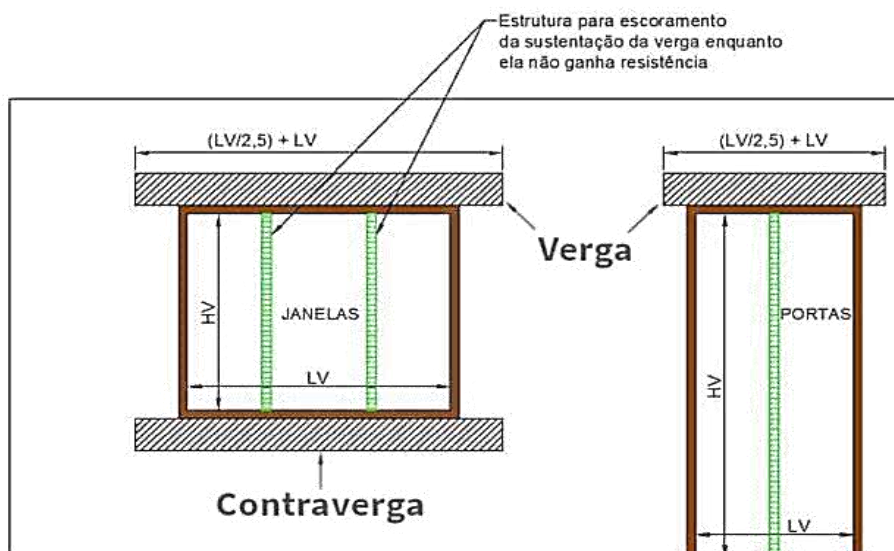 Estrutura para escoramento
da sustentação da verga enquanto
ela não ganha resistência
(LV/2,5) + LV
(LV/2,5) + LV
Verga
HV
JANELAS
LV
HV
PORTAS
LV
Contraverga